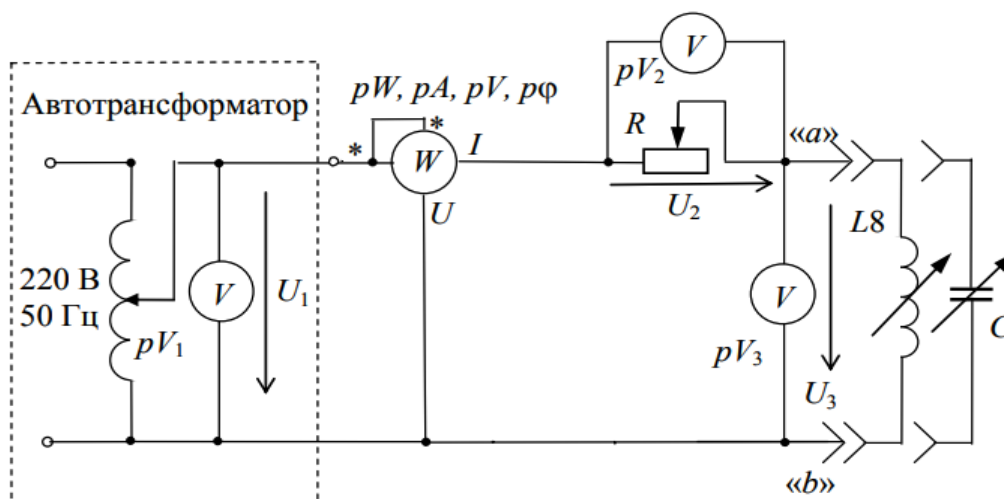 V
pV₂
pW, pA, pV, pφ
Автотрансформатор
*
*
W
I
U
R
U₂
«a»
L8
220 В
50 Гц
pV₁
V
U₁
V
pV₃
U₃
C
«b»